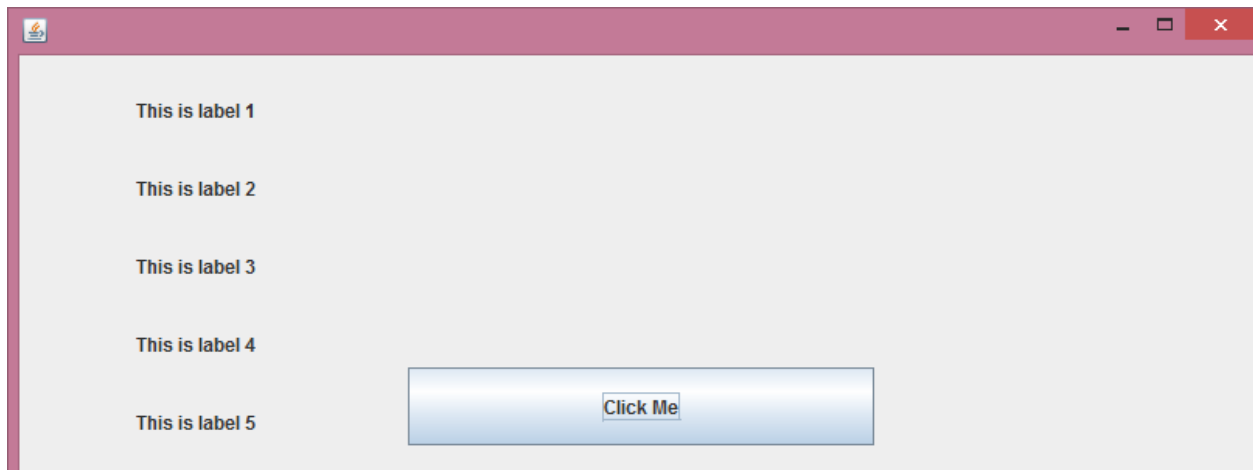 This is label 1
This is label 2
This is label 3
This is label 4
Click Me
This is label 5